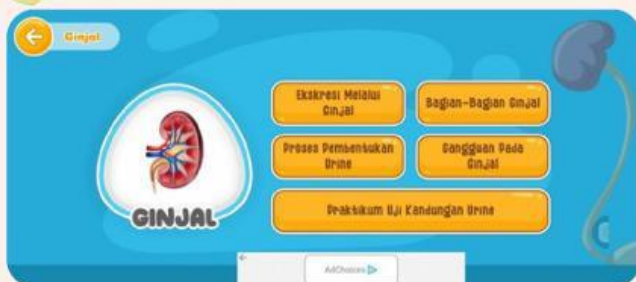 Ginjal
Ekskresi Melalui
Ginjal
Bagian-Bagian Ginjal
Proses Pembentukan
Urine
Gangguan Pada
Ginjal
GINJAL
Praktikum Uji Kandungan Urine
AdChoices